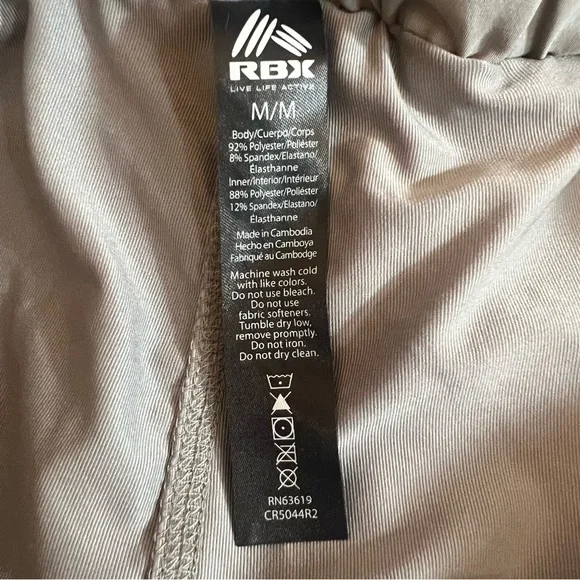 RBX
LIVE LIFE ACTIVE
M/M
Body/Cuerpo/Corps
92% Polyester/Poliéster
8% Spandex/Elastano/
Élasthanne
Inner/Interior/Intérieur
88% Polyester/Poliéster
12% Spandex/Elastano/
Élasthanne
Made in Cambodia
Hecho en Camboya
Fabriqué au Cambodge
Machine wash cold
with like colors.
Do not use bleach.
Do not use
fabric softeners.
Tumble dry low,
remove promptly.
Do not iron.
Do not dry clean.
RN63619
CR5044R2